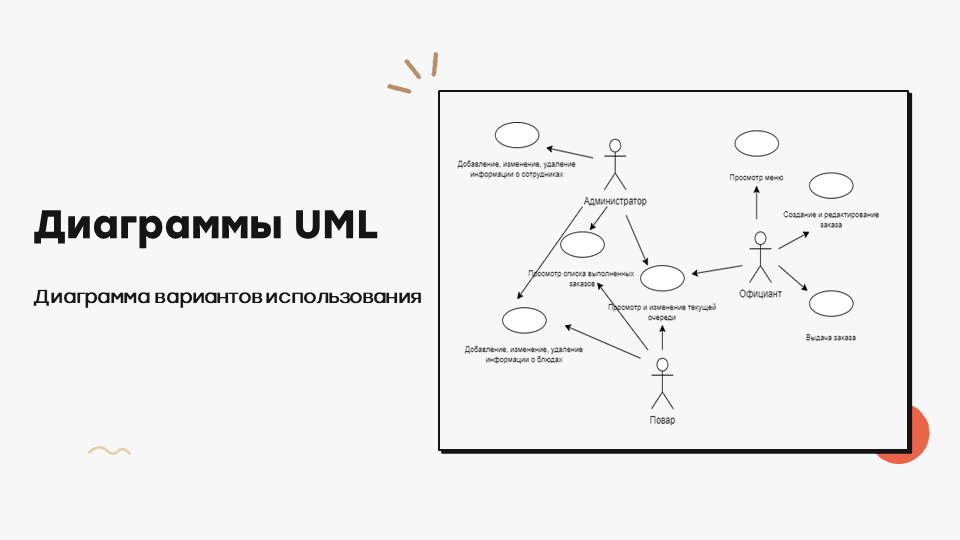 Диаграммы UML
Диаграмма вариантов использования
Добавление, изменение, удаление
информации о сотрудниках
Администратор
Просмотр меню
Создание и редактирование
заказа
Просмотр списка выполненных
заказов
Официант
Просмотр и изменение текущей
очереди
Выдача заказа
Добавление, изменение, удаление
информации о блюдах
Повар